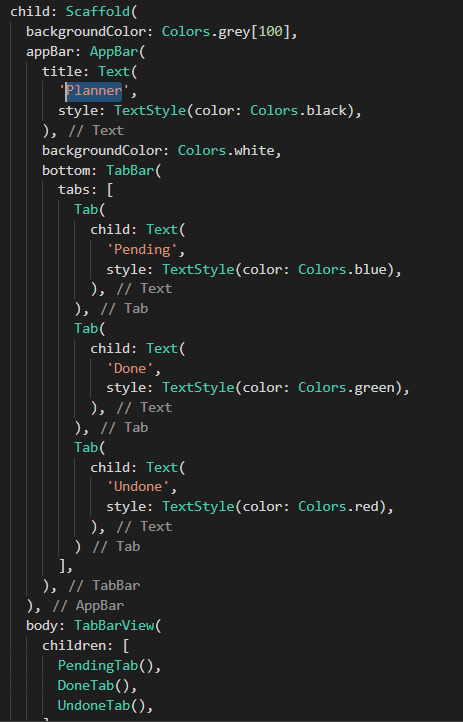 child: Scaffold(
backgroundColor: Colors.grey[100],
appBar: AppBar(
title: Text(
'Planner',
style: TextStyle(color: Colors.black),
), // Text
backgroundColor: Colors.white,
bottom: TabBar(
tabs: [
Tab(
child: Text(
'Pending',
style: TextStyle(color: Colors.blue),
), // Text
), // Tab
Tab(
child: Text(
'Done',
style: TextStyle(color: Colors.green),
), // Text
), // Tab
Tab(
child: Text(
'Undone',
style: TextStyle(color: Colors.red),
), // Text
) // Tab
],
), // TabBar
), // AppBar
body: TabBarView(
children: [
PendingTab(),
DoneTab(),
UndoneTab(),